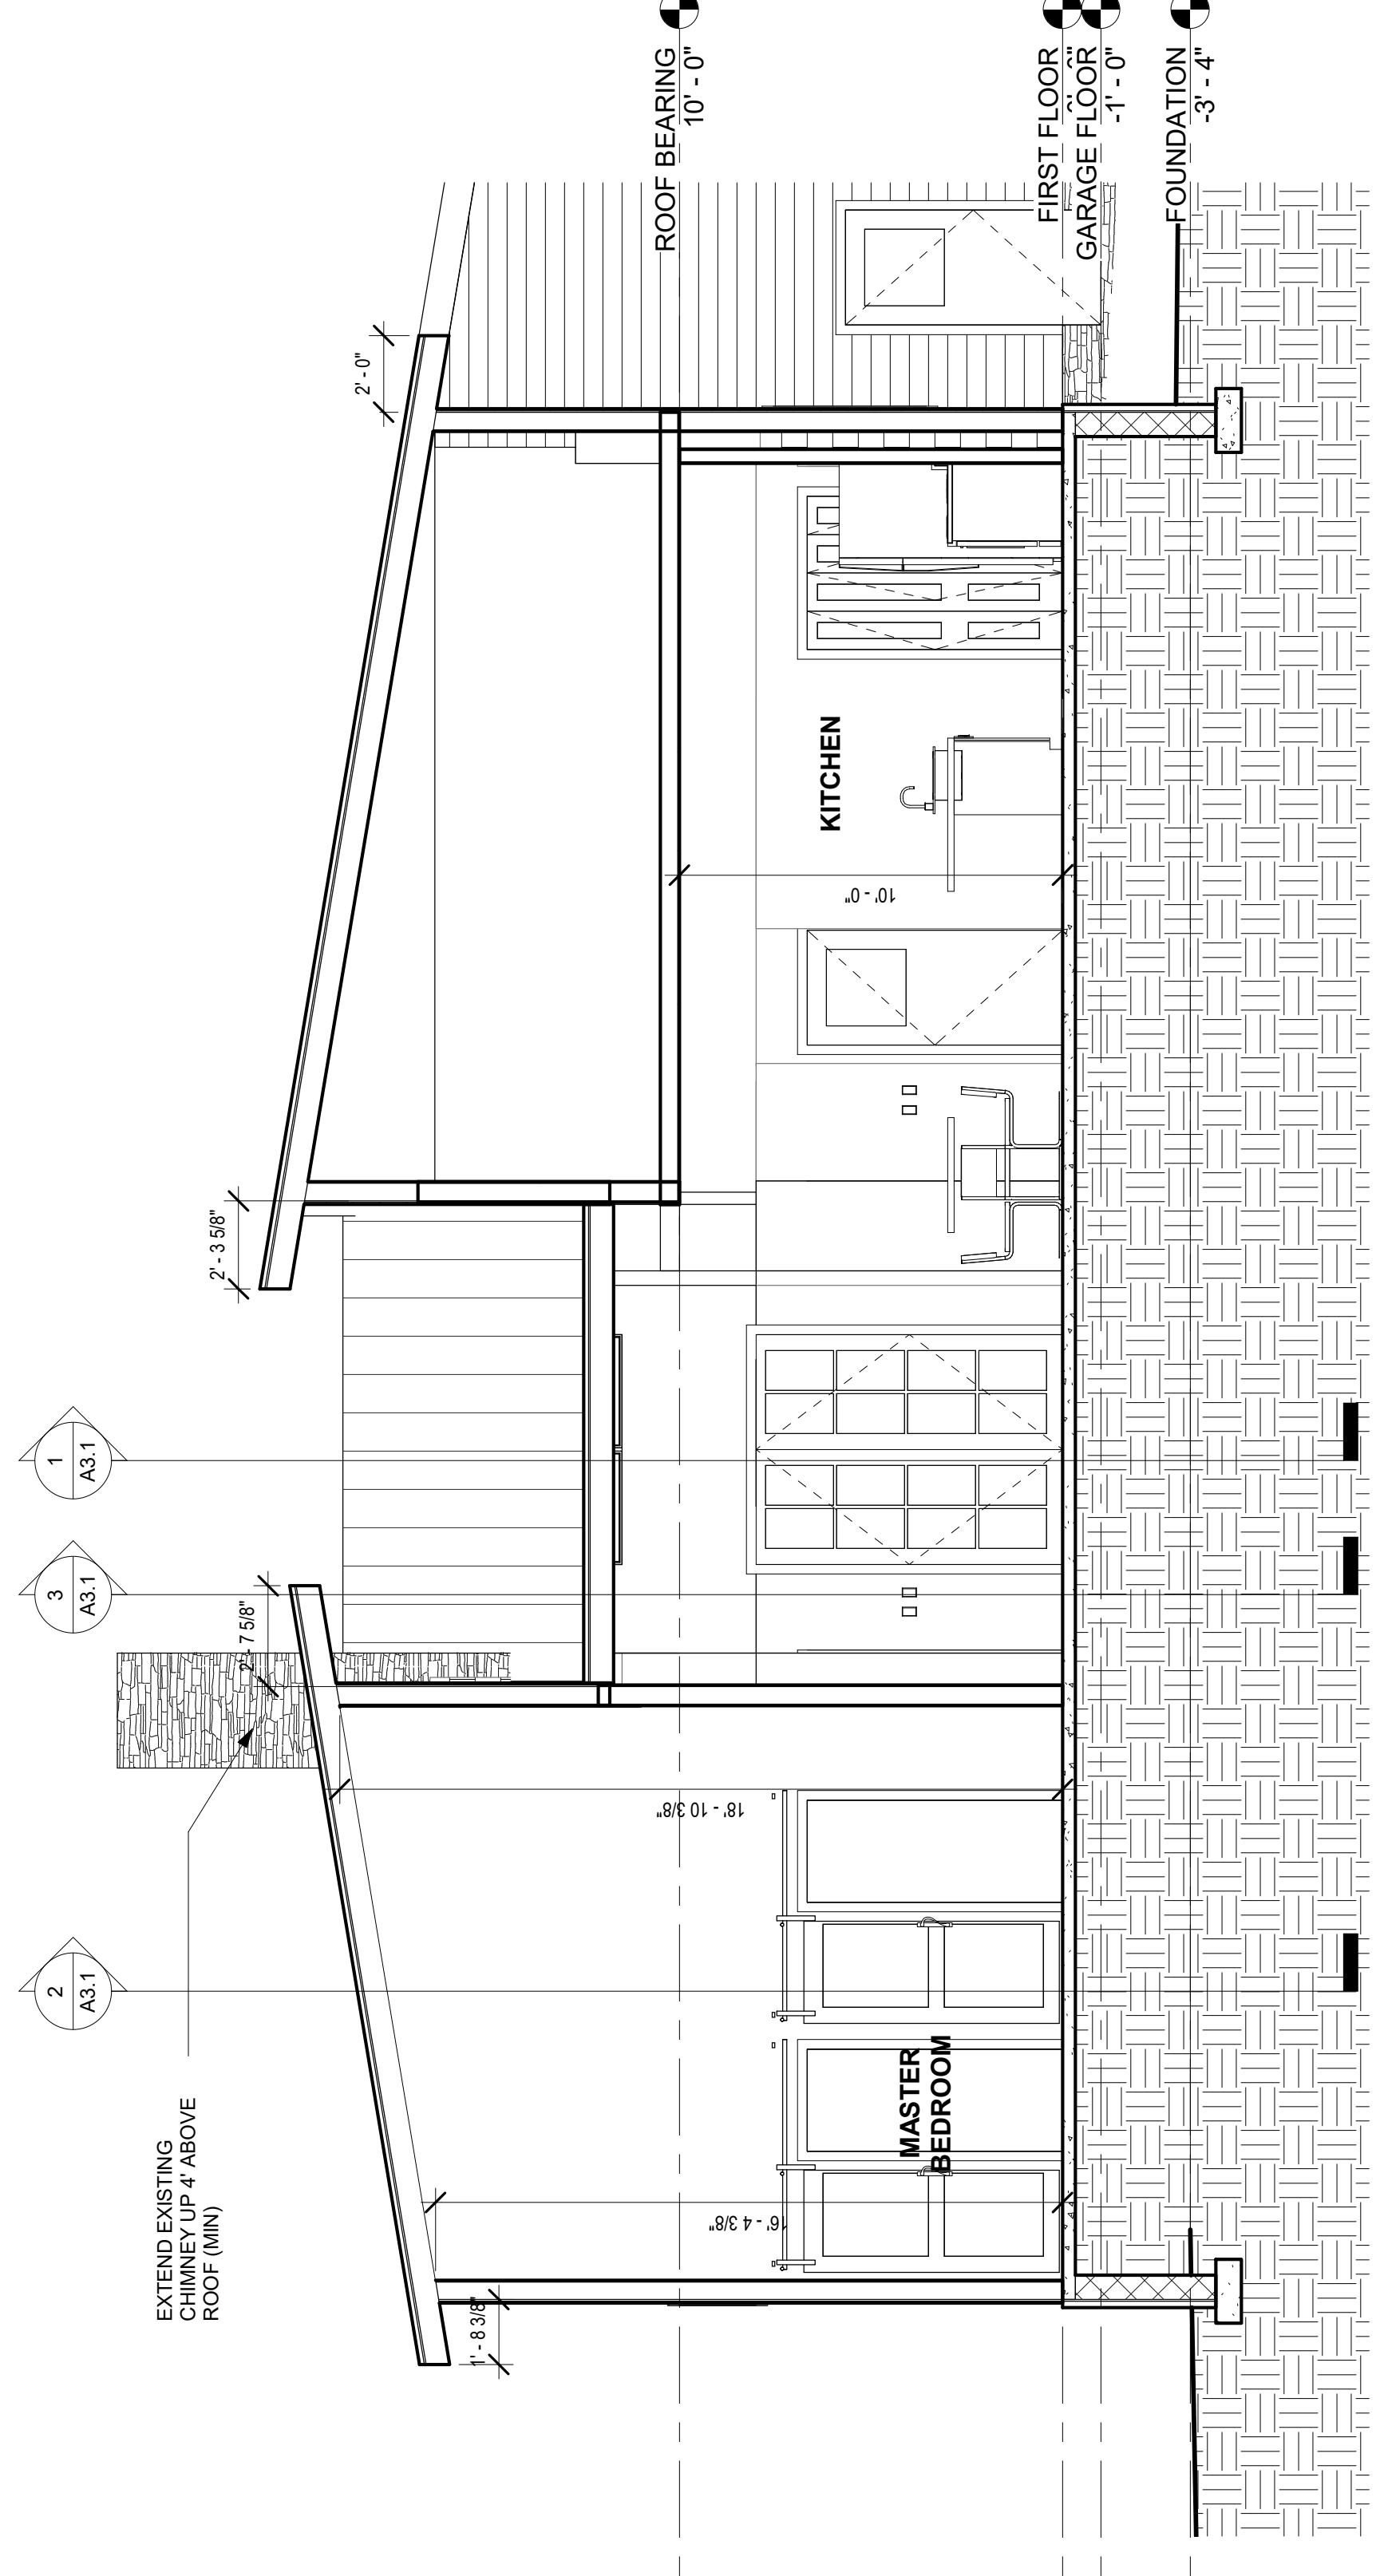 ROOF BEARING
10' - 0"
FIRST FLOOR
GARAGE FLOOR
-1' - 0"
FOUNDATION
-3' - 4"
2' - 0"
2' - 3 5/8"
1
A3.1
3
A3.1
2' - 7 5/8"
2
A3.1
EXTEND EXISTING
CHIMNEY UP 4' ABOVE
ROOF (MIN)
KITCHEN
10' - 0"
18' - 10 3/8"
MASTER
BEDROOM
16' - 4 3/8"
1' - 8 3/8"